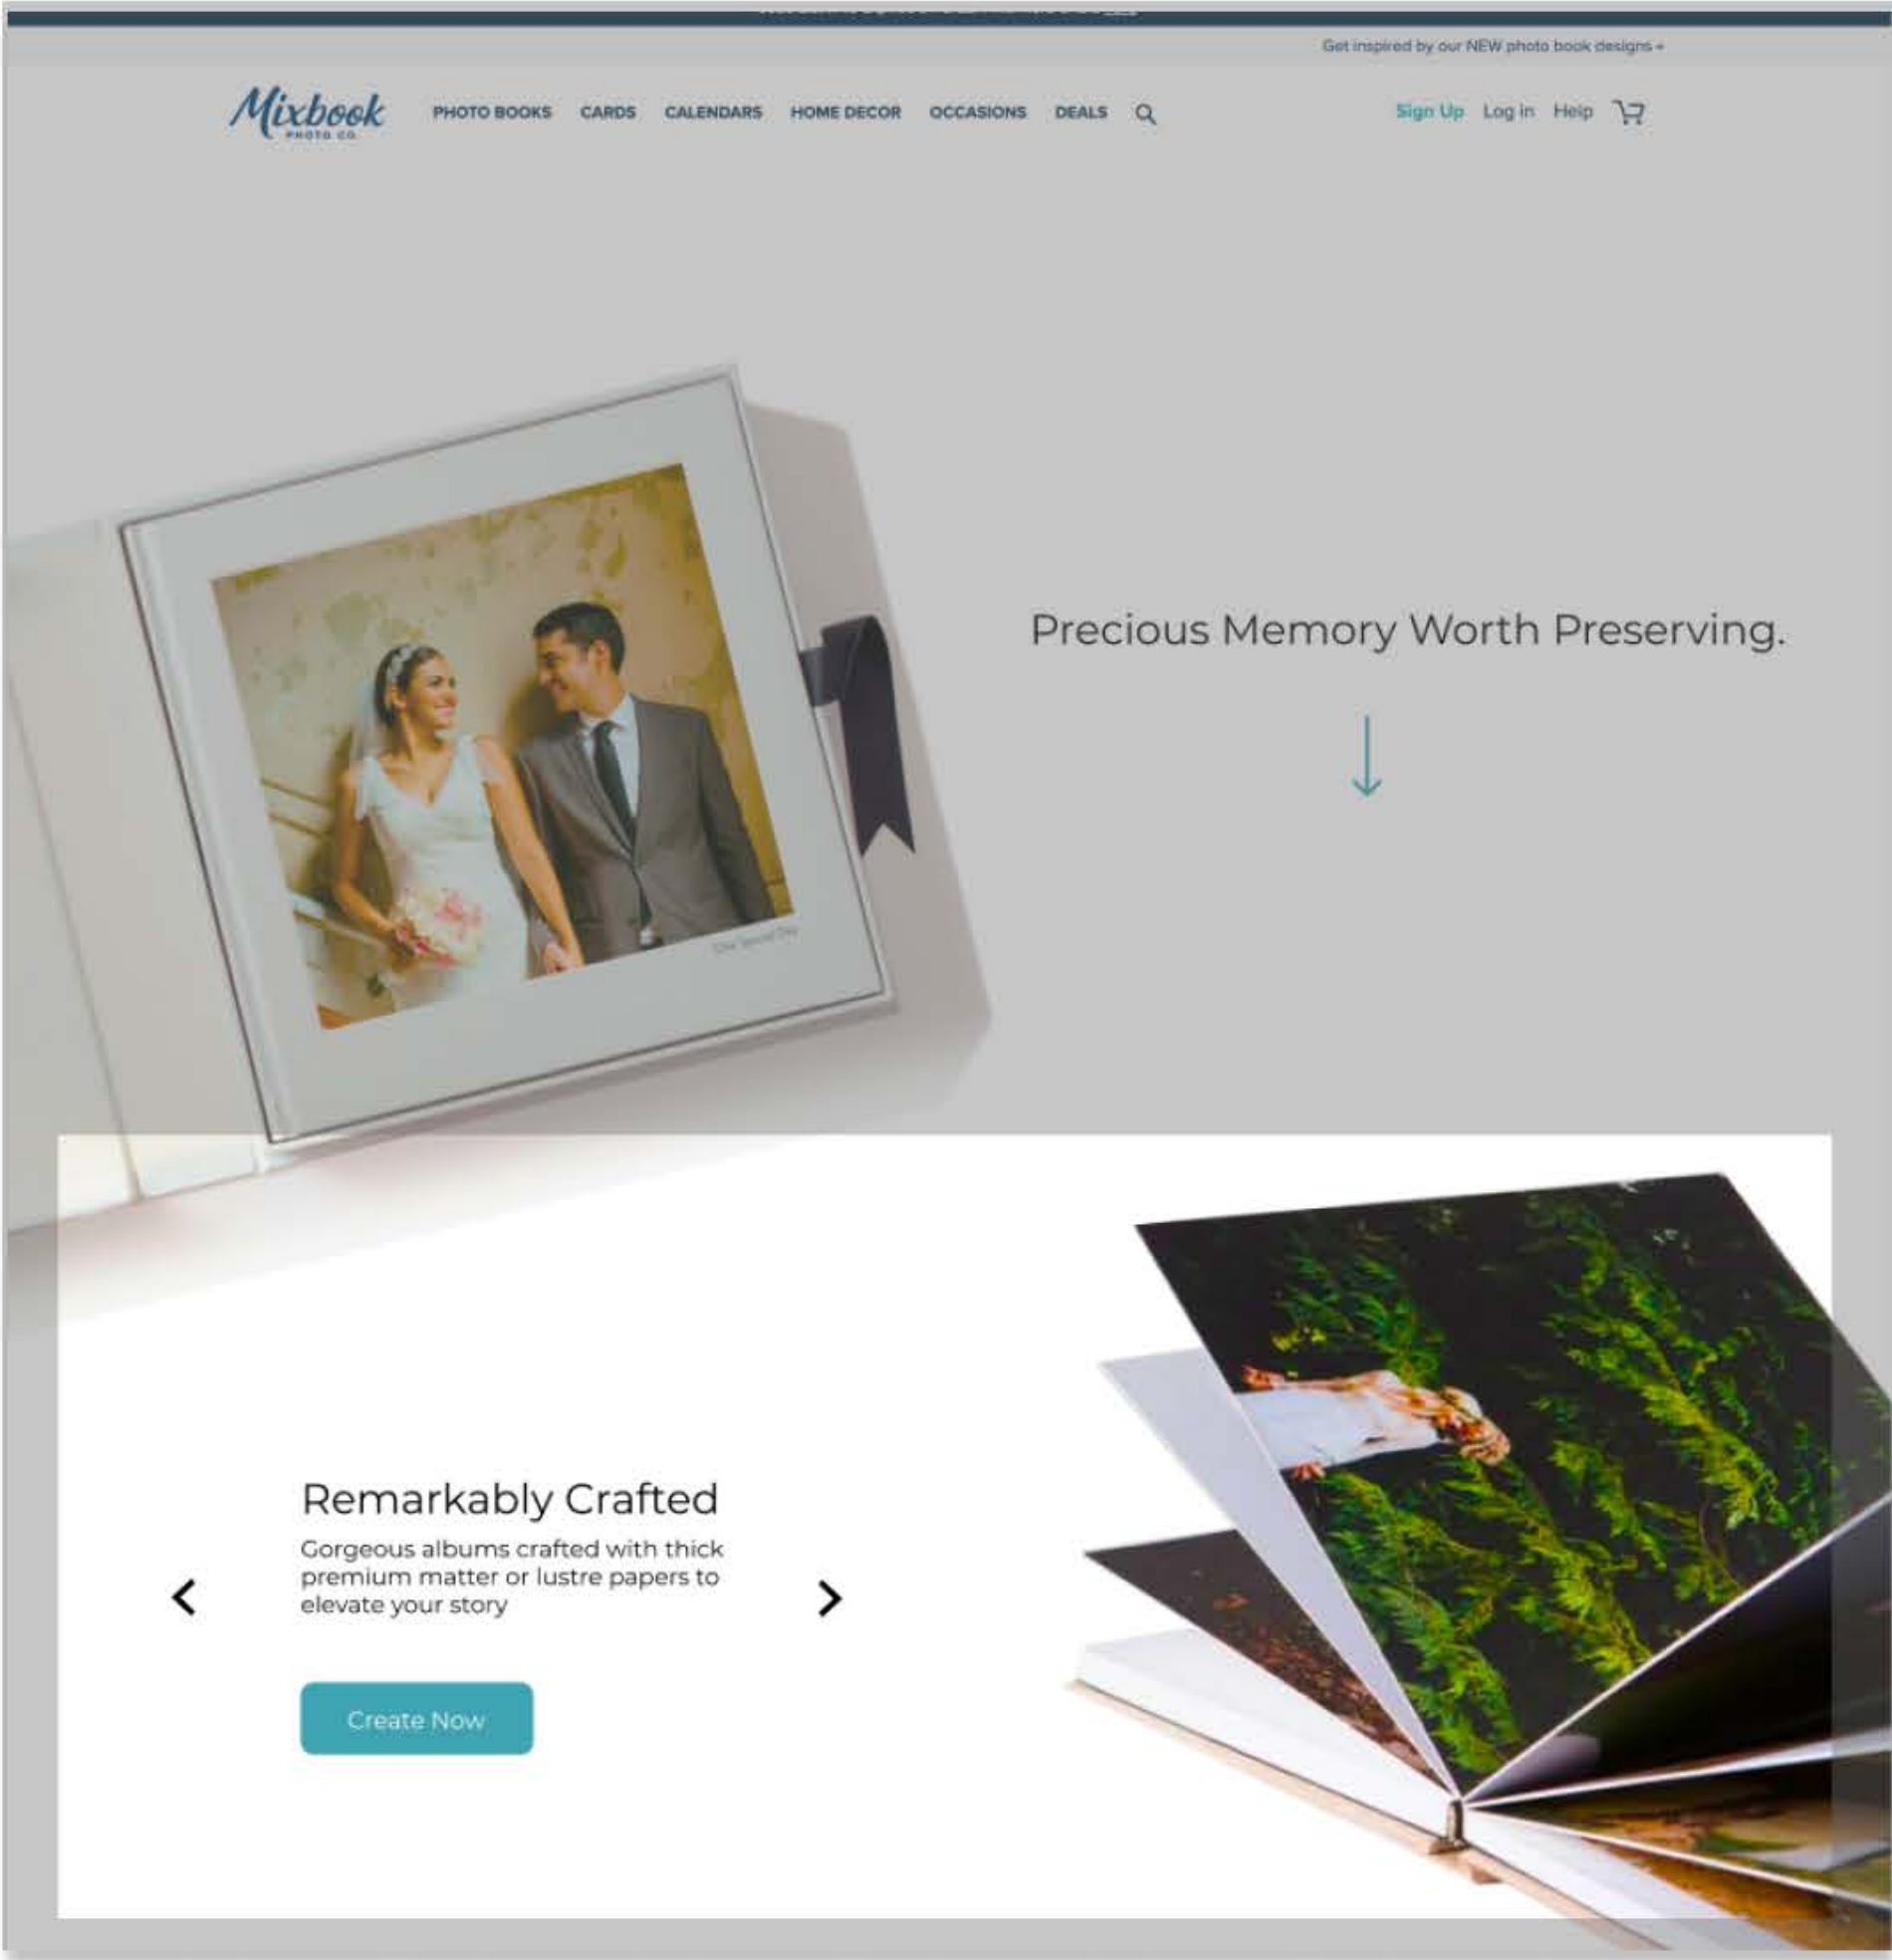 Get inspired by our NEW photo book designs »
Mixbook
PHOTO CO.
PHOTO BOOKS CARDS CALENDARS HOME DECOR OCCASIONS DEALS
Sign Up Log in Help
Precious Memory Worth Preserving.
Remarkably Crafted
Gorgeous albums crafted with thick
premium matter or lustre papers to
elevate your story
Create Now